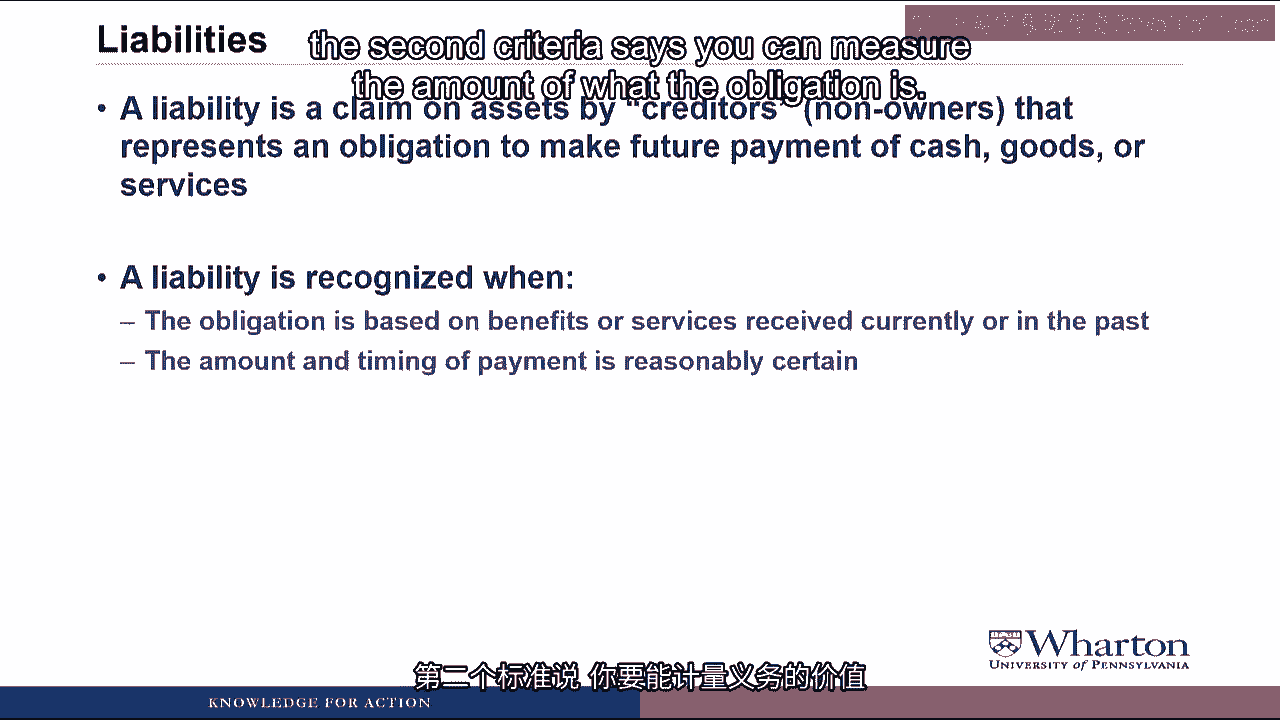 Liabilities
the second criteria says you can measure
the amount of what the obligation is.
• A liability is a claim on assets by “creditors” (non-owners) that
represents an obligation to make future payment of cash, goods, or
services
• A liability is recognized when:
– The obligation is based on benefits or services received currently or in the past
– The amount and timing of payment is reasonably certain
Wharton
UNIVERSITY of PENNSYLVANIA
第二个标准说 你要能计量义务的价值
KNOWLEDGE FOR ACTION